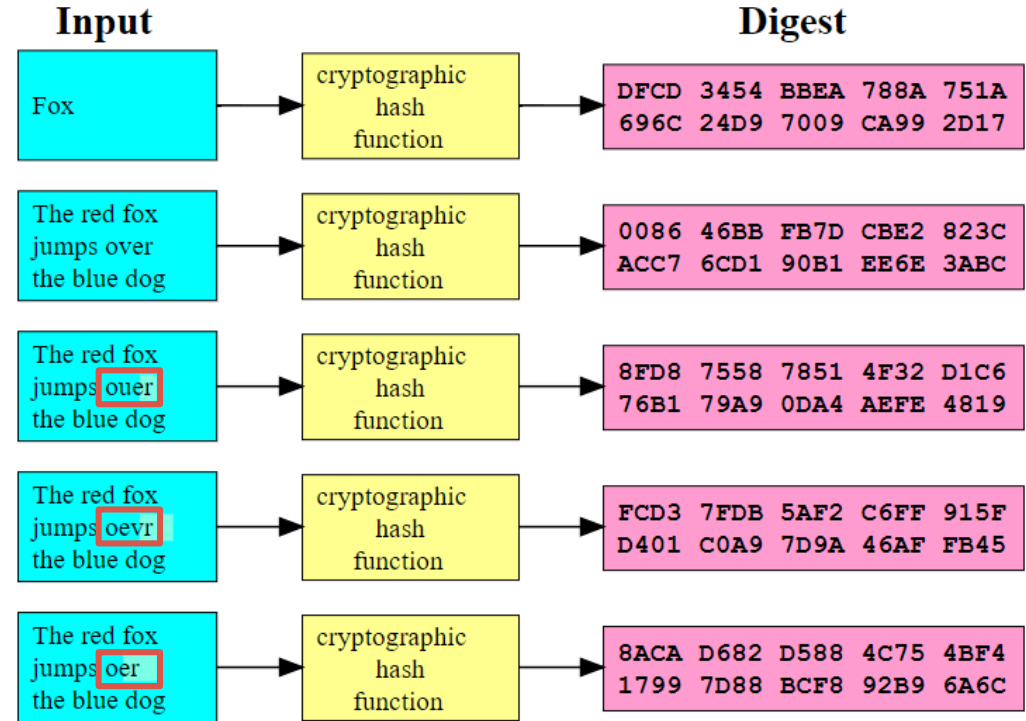 Input
Digest
Fox
cryptographic
hash
function
DFCD 3454 BBEA 788A 751A
696C 24D9 7009 CA99 2D17
The red fox
jumps over
the blue dog
cryptographic
hash
function
0086 46BB FB7D CBE2 823C
ACC7 6CD1 90B1 EE6E 3ABC
The red fox
jumps ouer
the blue dog
cryptographic
hash
function
8FD8 7558 7851 4F32 D1C6
76B1 79A9 0DA4 AEFE 4819
The red fox
jumps oevr
the blue dog
cryptographic
hash
function
FCD3 7FDB 5AF2 C6FF 915F
D401 C0A9 7D9A 46AF FB45
The red fox
jumps oer
the blue dog
cryptographic
hash
function
8ACA D682 D588 4C75 4BF4
1799 7D88 BCF8 92B9 6A6C